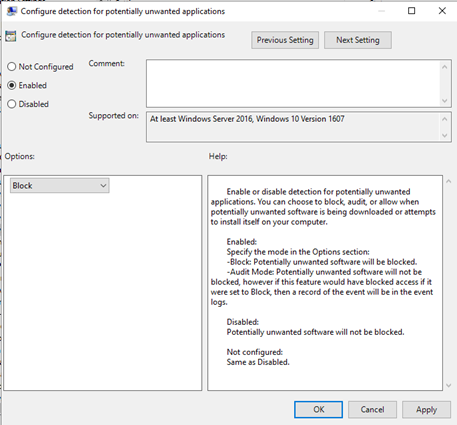 Configure detection for potentially unwanted applications
Configure detection for potentially unwanted applications
Previous Setting
Next Setting
Not Configured
Comment:
Enabled
Disabled
Supported on:
At least Windows Server 2016, Windows 10 Version 1607
Options:
Help:
Block
Enable or disable detection for potentially unwanted
applications. You can choose to block, audit, or allow when
potentially unwanted software is being downloaded or attempts
to install itself on your computer.
Enabled:
Specify the mode in the Options section:
-Block: Potentially unwanted software will be blocked.
-Audit Mode: Potentially unwanted software will not be
blocked, however if this feature would have blocked access if it
were set to Block, then a record of the event will be in the event
logs.
Disabled:
Potentially unwanted software will not be blocked.
Not configured:
Same as Disabled.
OK
Cancel
Apply